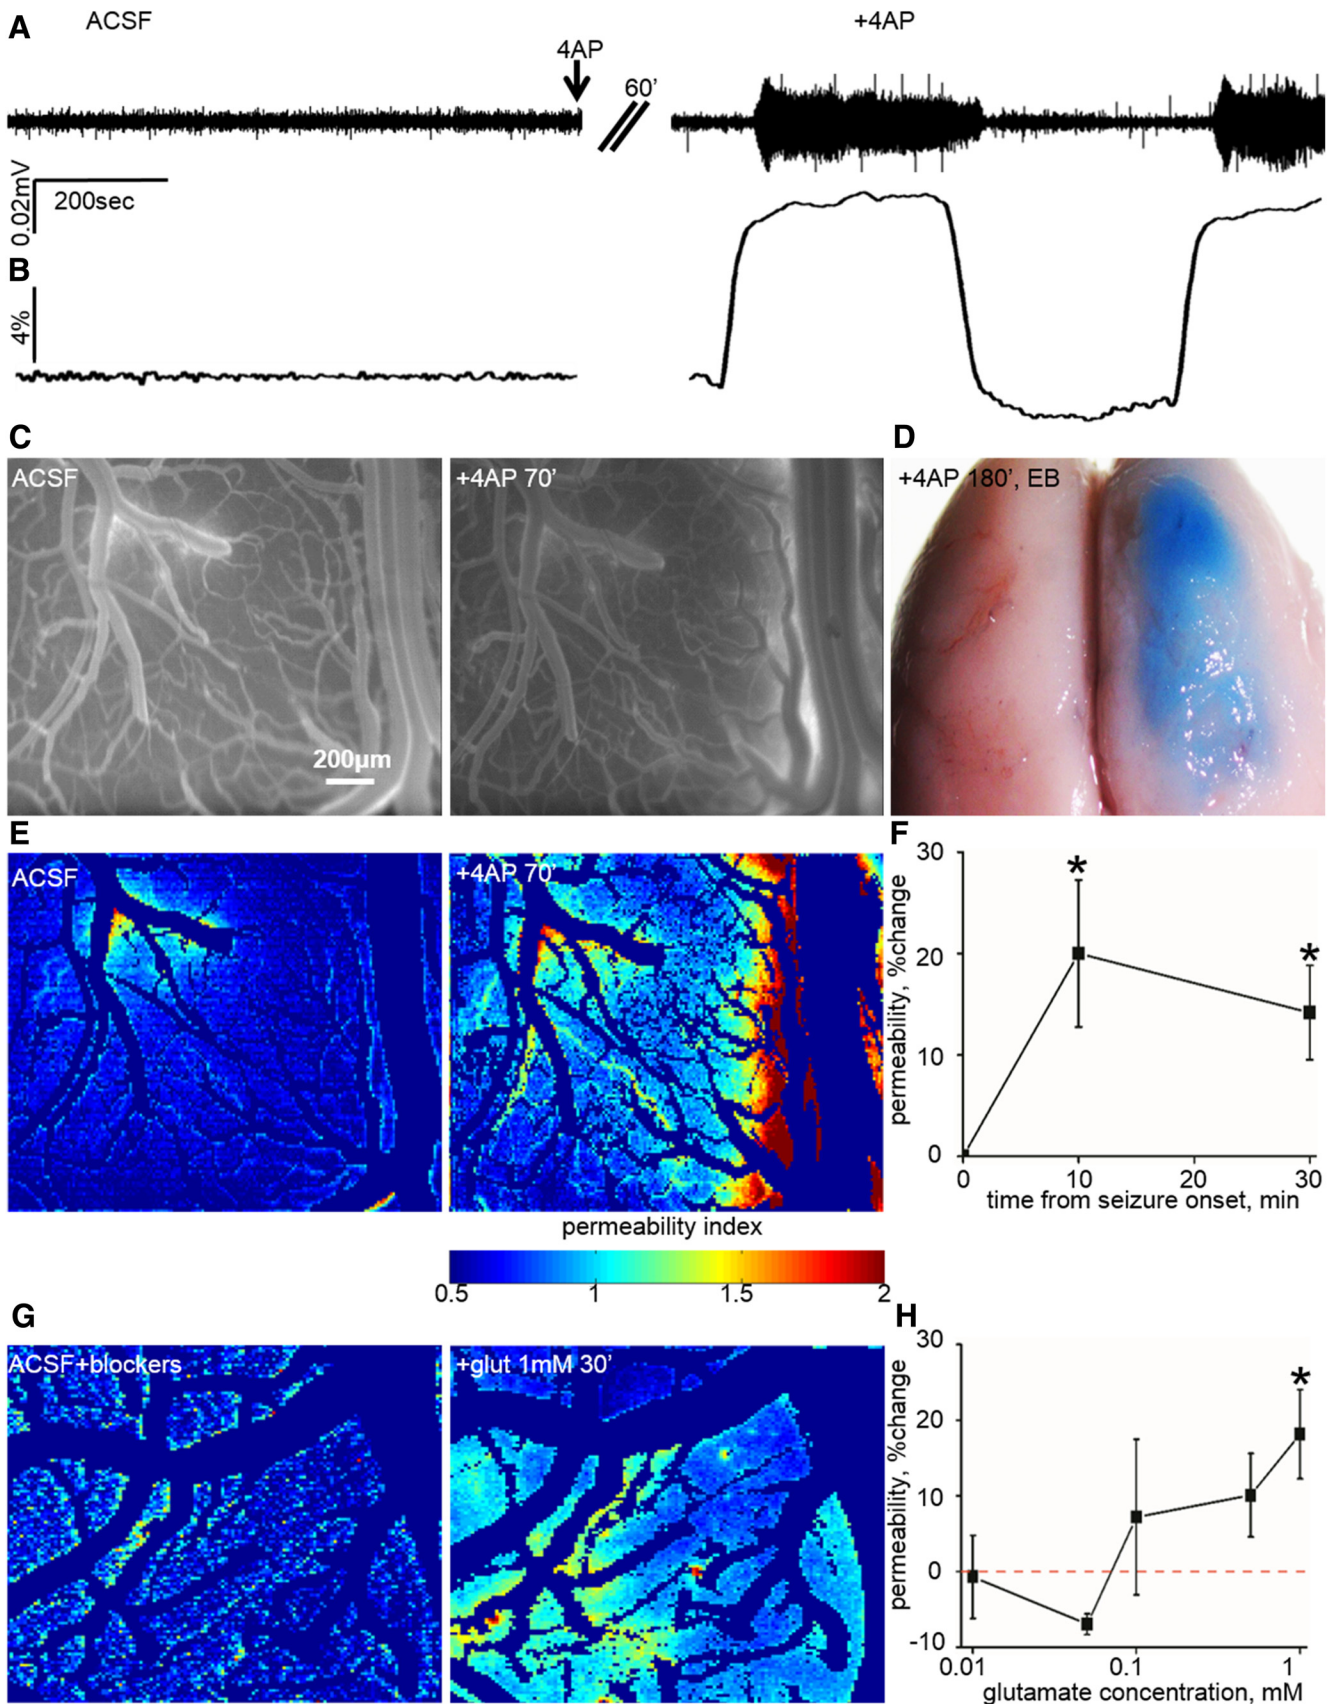 A
ACSF
+4AP
4AP
60’
0.02mV
200sec
B
4%
C
ACSF
+4AP 70’
200µm
D
+4AP 180’, EB
E
ACSF
+4AP 70’
permeability index
0.5 1 1.5 2
F
permeability, %change
30
*
20
*
10
0
0 10 20 30
time from seizure onset, min
G
ACSF+blockers
+glut 1mM 30’
H
permeability, %change
30
*
20
10
0
-10
0.01 0.1 1
glutamate concentration, mM